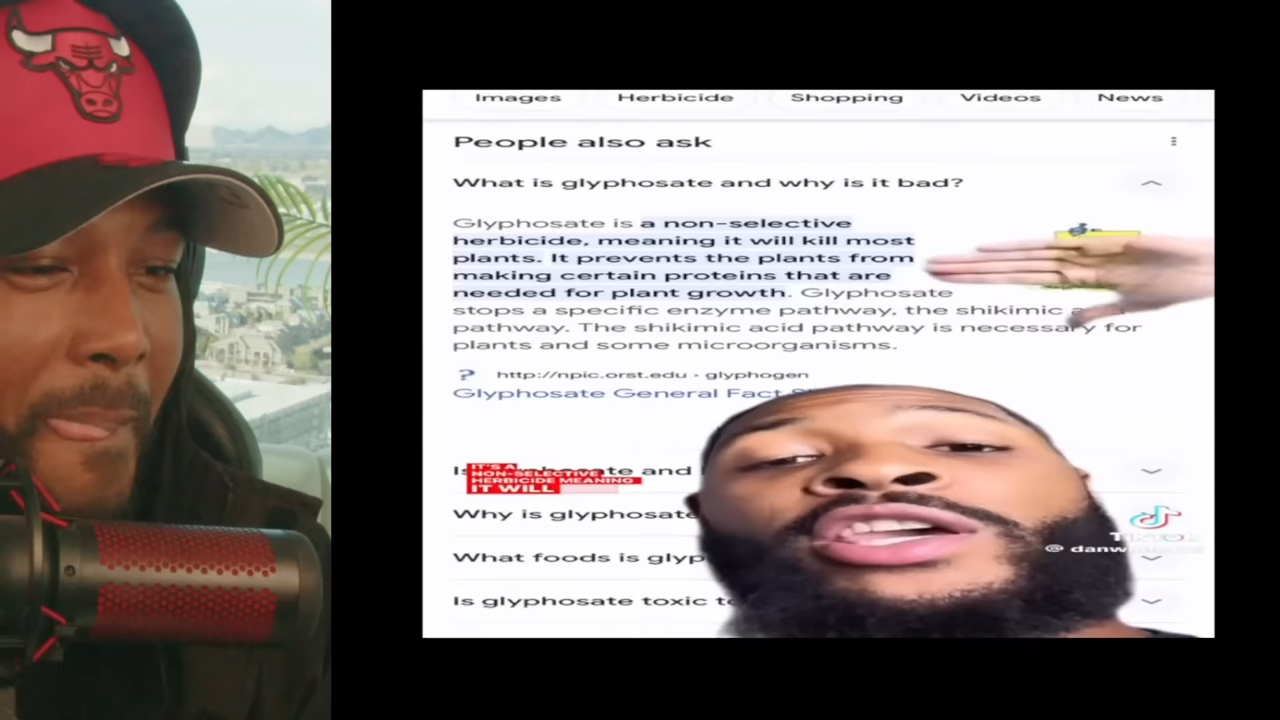 Images Herbicide Shopping Videos News
People also ask
What is glyphosate and why is it bad?
Glyphosate is a non-selective
herbicide, meaning it will kill most
plants. It prevents the plants from
making certain proteins that are
needed for plant growth. Glyphosate
stops a specific enzyme pathway, the shikimic
pathway. The shikimic acid pathway is necessary for
plants and some microorganisms.
http://npic.orst.edu › glyphogen
Glyphosate General Fact
and
IT'S A
NON-SELECTIVE
HERBICIDE MEANING
IT WILL
Why is glyphosate
What foods is glyp
Is glyphosate toxic
TikTok